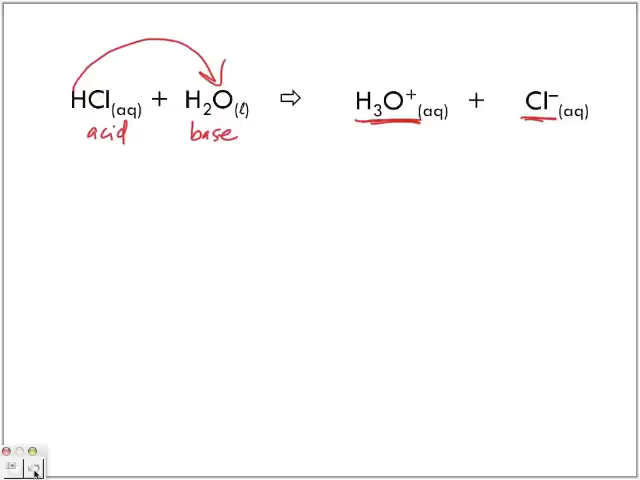 HCl(aq) + H₂O(l) ⇨ H₃O⁺(aq) + Cl⁻(aq)
acid base